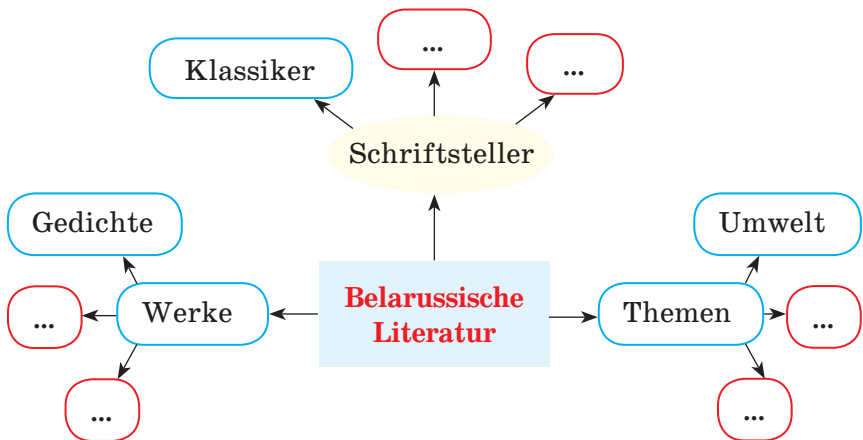 ...
Klassiker
...
Schriftsteller
Gedichte
Umwelt
Belarussische
Literatur
...
Werke
Themen
...
...
...